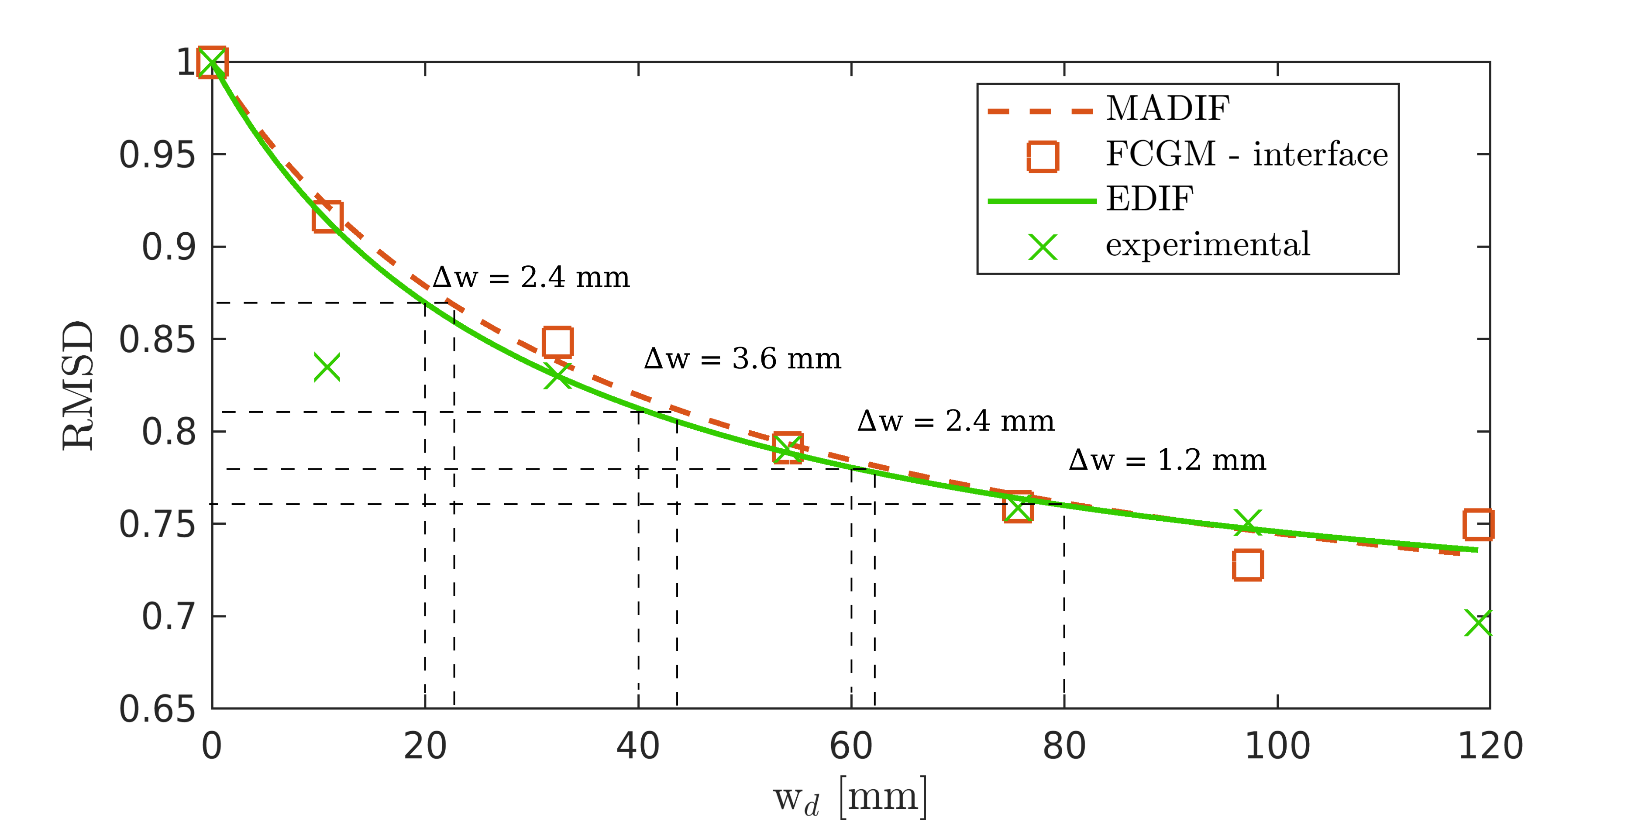 1
0.95
0.9
0.85
0.8
0.75
0.7
0.65
RMSD
MADIF
FCGM - interface
EDIF
experimental
Δw = 2.4 mm
Δw = 3.6 mm
Δw = 2.4 mm
Δw = 1.2 mm
0 20 40 60 80 100 120
w_d [mm]